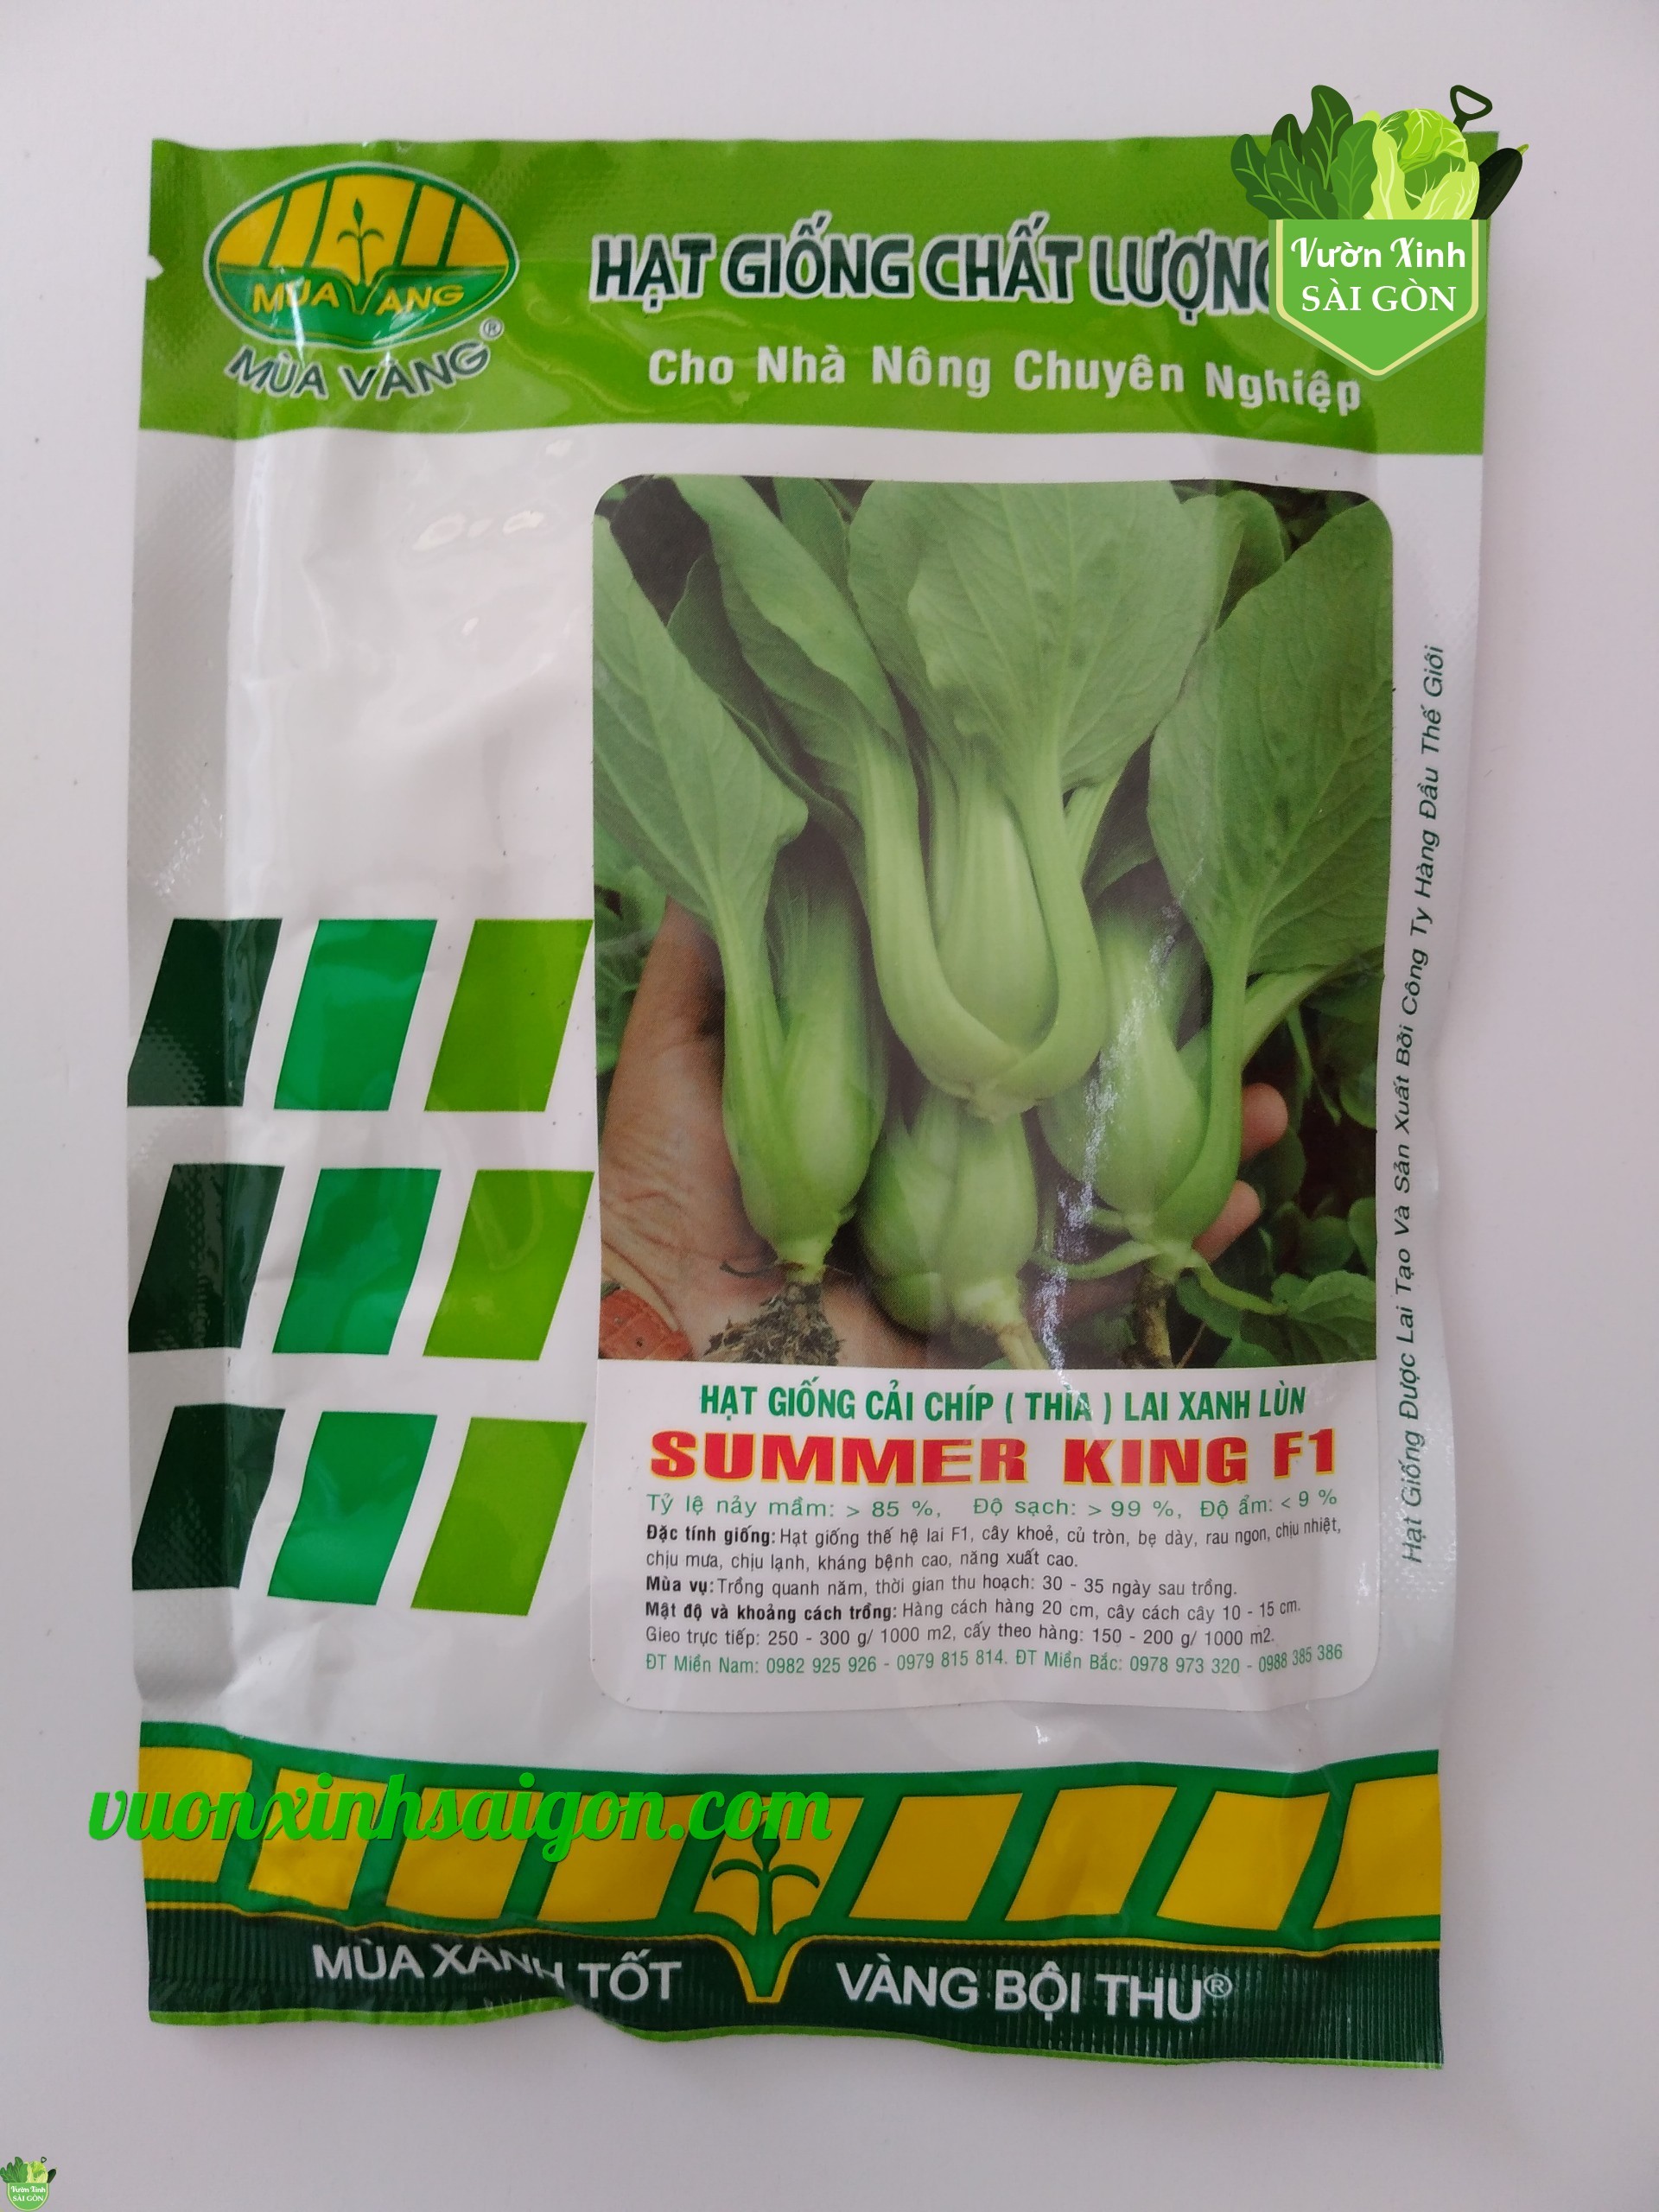 MÙA VÀNG
MÙA VÀNG®
HẠT GIỐNG CHẤT LƯỢNG
Cho Nhà Nông Chuyên Nghiệp
Vườn Xinh
SÀI GÒN
Hạt Giống Được Lai Tạo Và Sản Xuất Bởi Công Ty Hàng Đầu Thế Giới
HẠT GIỐNG CẢI CHÍP ( THÌA ) LAI XANH LÙN
SUMMER KING F1
Tỷ lệ nảy mầm: > 85 %, Độ sạch: > 99 %, Độ ẩm: < 9 %
Đặc tính giống: Hạt giống thế hệ lai F1, cây khoẻ, củ tròn, bẹ dày, rau ngon, chịu nhiệt,
chịu mưa, chịu lạnh, kháng bệnh cao, năng xuất cao.
Mùa vụ: Trồng quanh năm, thời gian thu hoạch: 30 - 35 ngày sau trồng.
Mật độ và khoảng cách trồng: Hàng cách hàng 20 cm, cây cách cây 10 - 15 cm.
Gieo trực tiếp: 250 - 300 g/ 1000 m2, cấy theo hàng: 150 - 200 g/ 1000 m2.
ĐT Miền Nam: 0982 925 926 - 0979 815 814. ĐT Miền Bắc: 0978 973 320 - 0988 385 386
vuonxinhsaigon.com
MÙA XANH TỐT VÀNG BỘI THU®
Vườn Xinh
SÀI GÒN